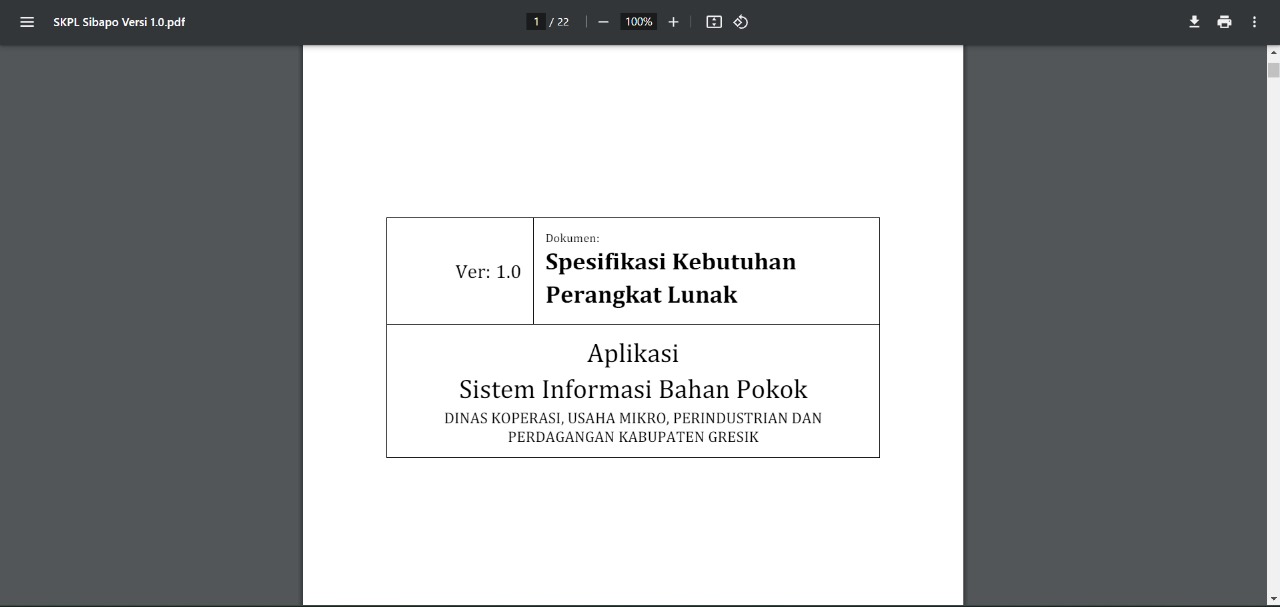 SKPL Sibapo Versi 1.0.pdf
1 / 22
100%
Dokumen:
Ver: 1.0
Spesifikasi Kebutuhan
Perangkat Lunak
Aplikasi
Sistem Informasi Bahan Pokok
DINAS KOPERASI, USAHA MIKRO, PERINDUSTRIAN DAN
PERDAGANGAN KABUPATEN GRESIK